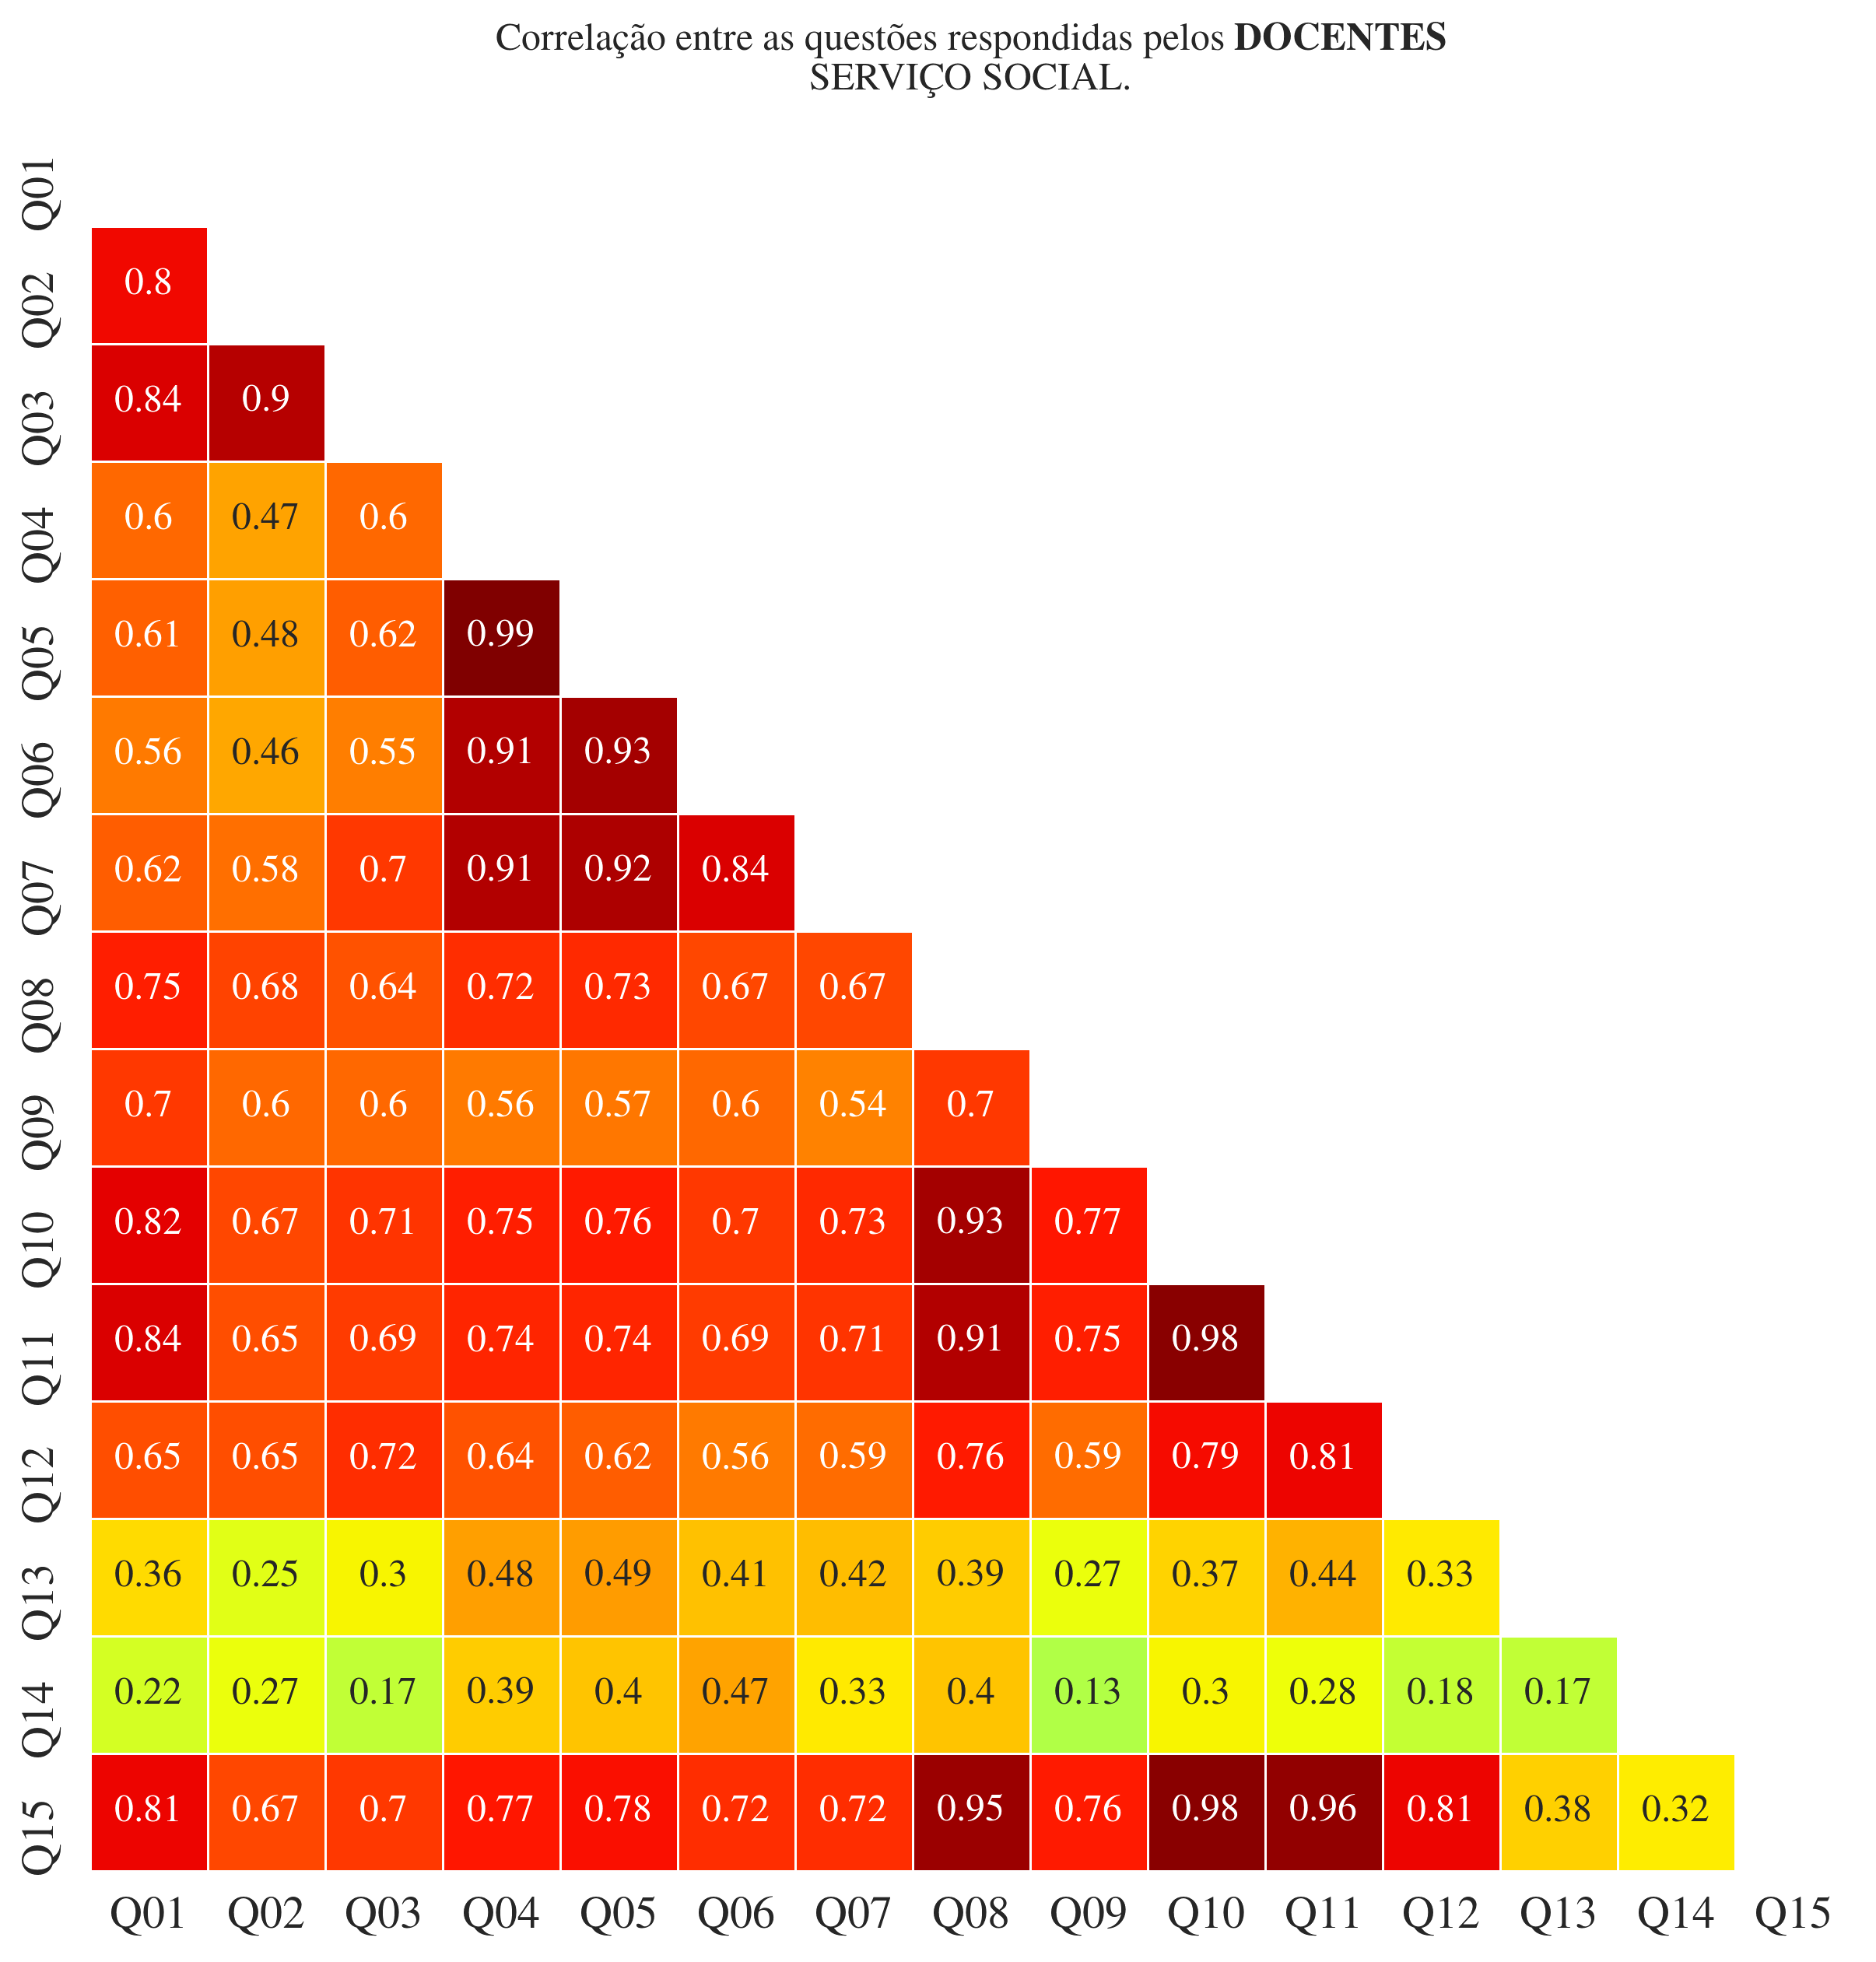 Correlação entre as questões respondidas pelos DOCENTES
SERVIÇO SOCIAL.
Q01
Q02 0.8
Q03 0.84 0.9
Q04 0.6 0.47 0.6
Q05 0.61 0.48 0.62 0.99
Q06 0.56 0.46 0.55 0.91 0.93
Q07 0.62 0.58 0.7 0.91 0.92 0.84
Q08 0.75 0.68 0.64 0.72 0.73 0.67 0.67
Q09 0.7 0.6 0.6 0.56 0.57 0.6 0.54 0.7
Q10 0.82 0.67 0.71 0.75 0.76 0.7 0.73 0.93 0.77
Q11 0.84 0.65 0.69 0.74 0.74 0.69 0.71 0.91 0.75 0.98
Q12 0.65 0.65 0.72 0.64 0.62 0.56 0.59 0.76 0.59 0.79 0.81
Q13 0.36 0.25 0.3 0.48 0.49 0.41 0.42 0.39 0.27 0.37 0.44 0.33
Q14 0.22 0.27 0.17 0.39 0.4 0.47 0.33 0.4 0.13 0.3 0.28 0.18 0.17
Q15 0.81 0.67 0.7 0.77 0.78 0.72 0.72 0.95 0.76 0.98 0.96 0.81 0.38 0.32
Q01 Q02 Q03 Q04 Q05 Q06 Q07 Q08 Q09 Q10 Q11 Q12 Q13 Q14 Q15